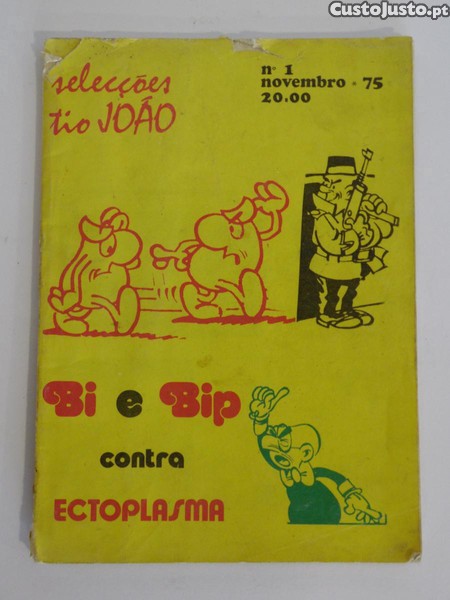 CustoJusto.pt
selecções
tio JOÃO
nº 1
novembro • 75
20.00
Bi e Bip
contra
ECTOPLASMA